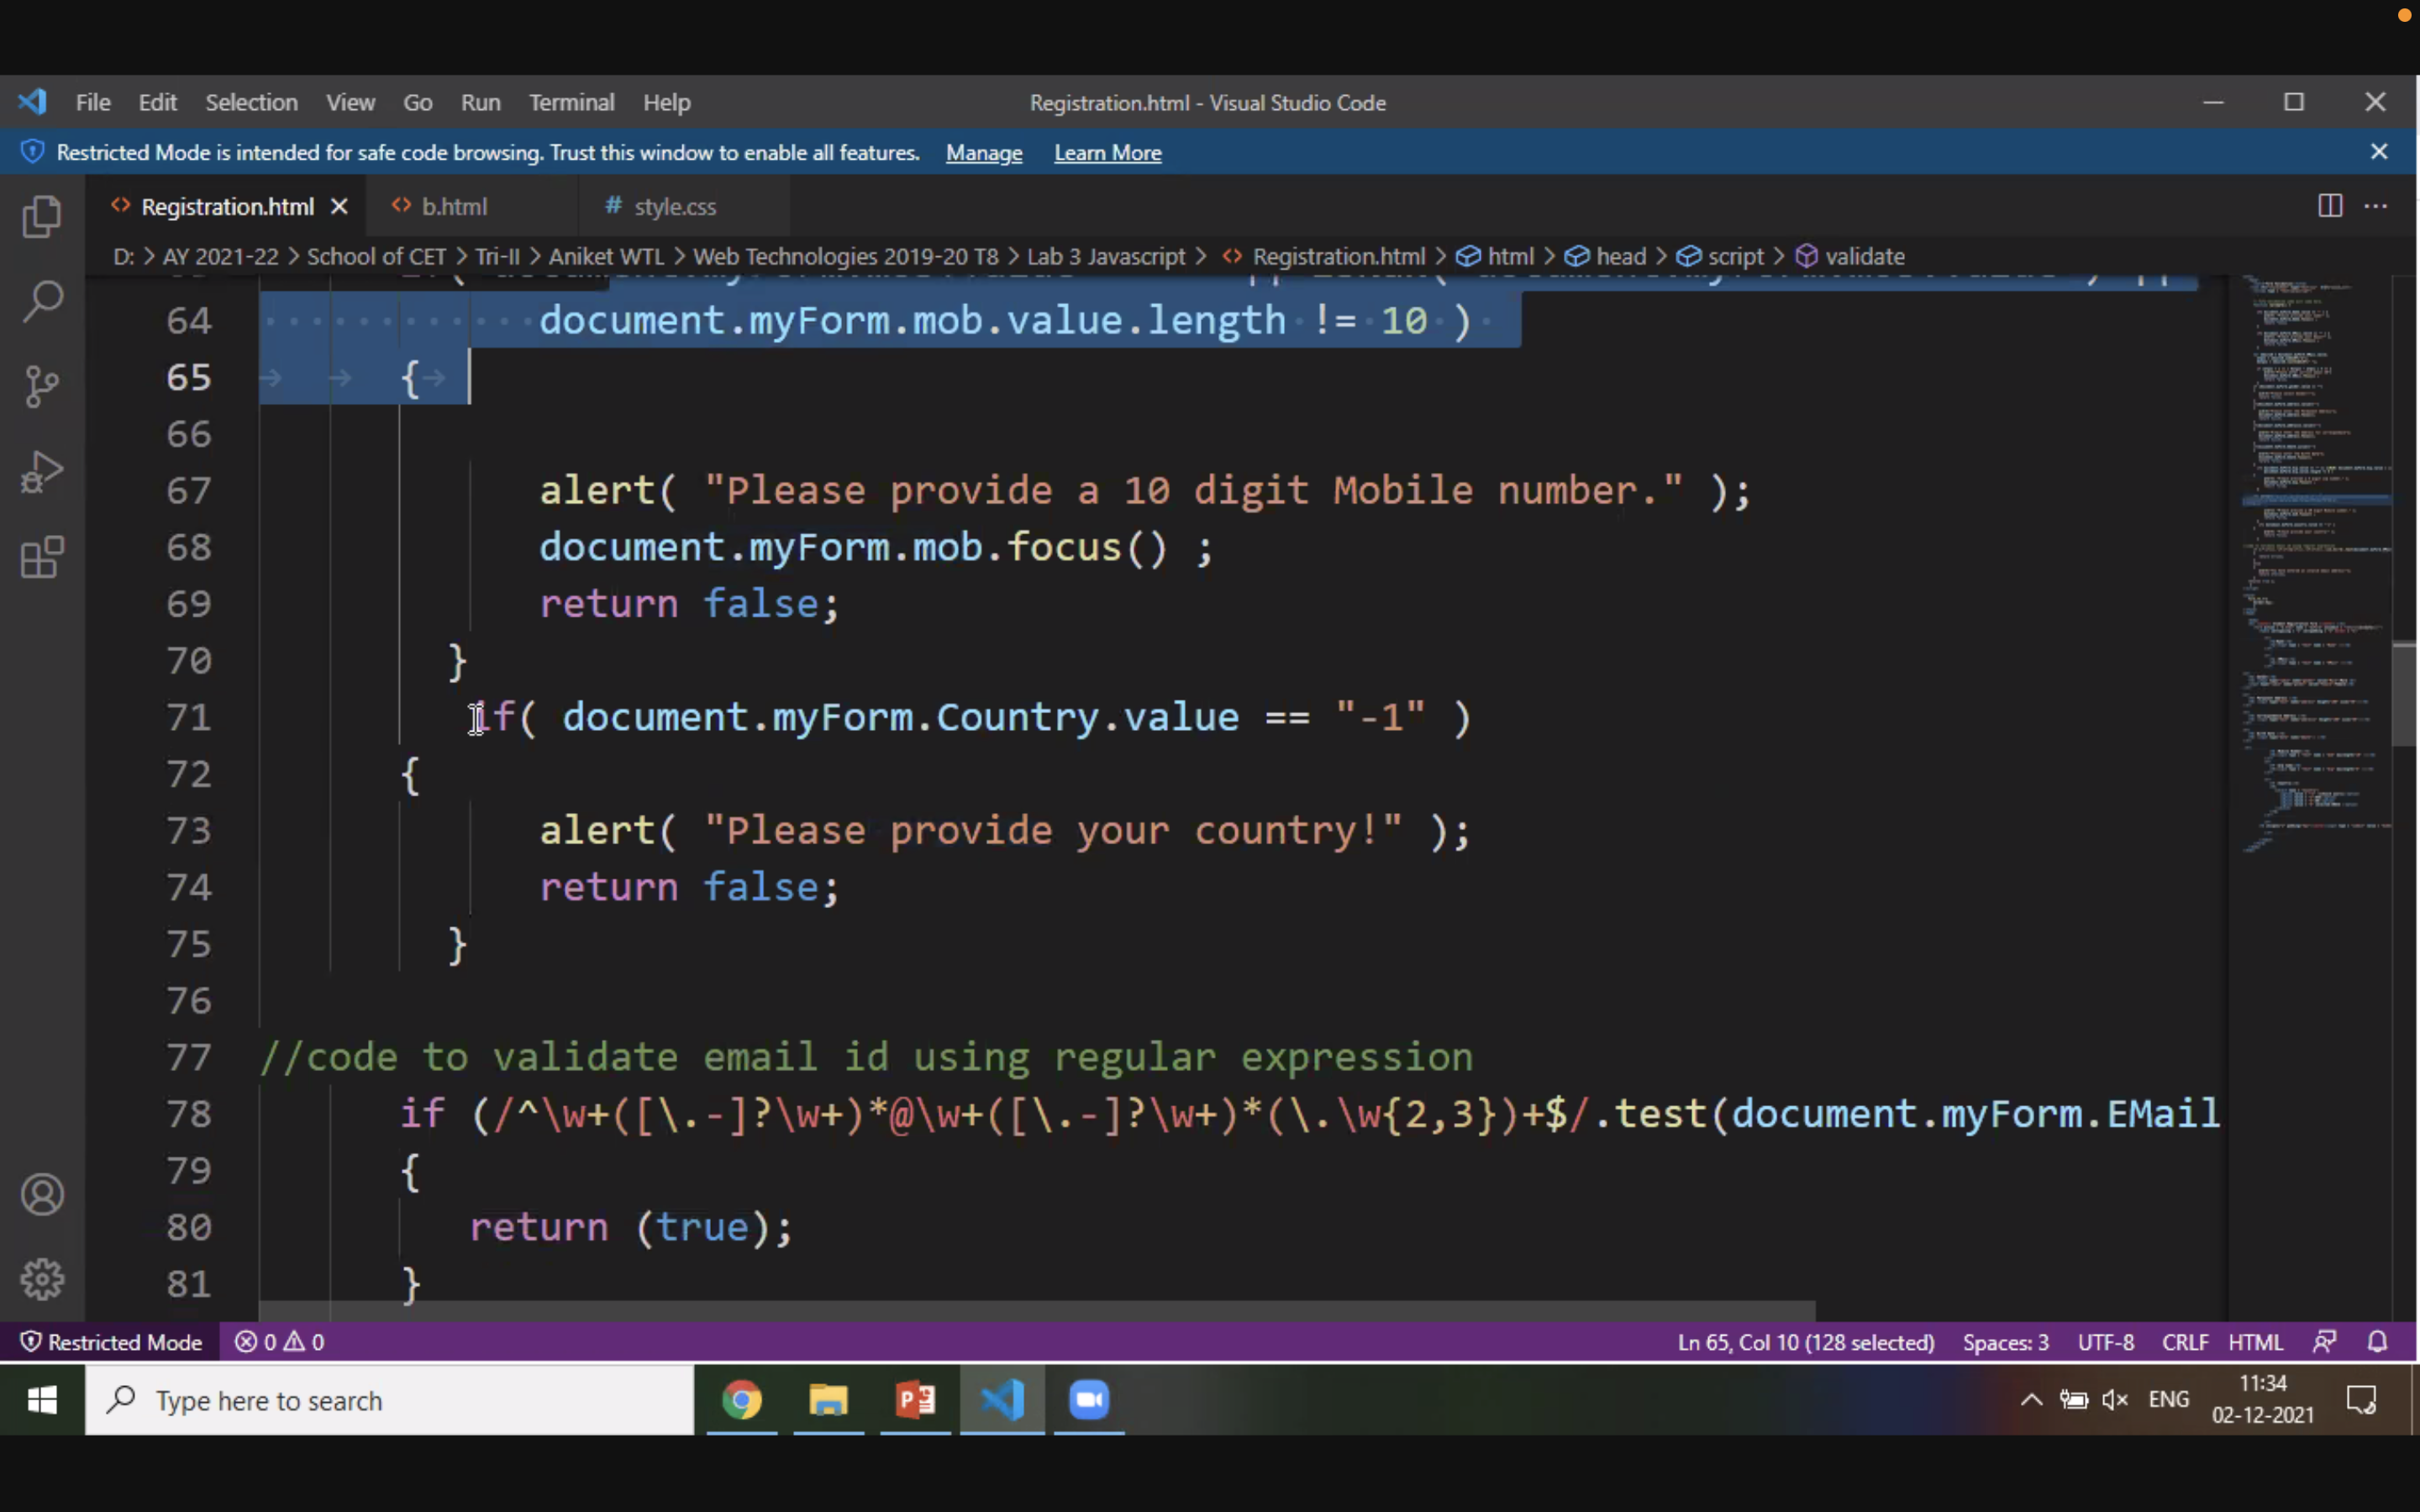 File Edit Selection View Go Run Terminal Help Registration.html - Visual Studio Code
Restricted Mode is intended for safe code browsing. Trust this window to enable all features. Manage Learn More
Registration.html b.html # style.css
D: > AY 2021-22 > School of CET > Tri-II > Aniket WTL > Web Technologies 2019-20 T8 > Lab 3 Javascript > Registration.html > html > head > script > validate
64 document.myForm.mob.value.length != 10 )
65 {
66
67 alert( "Please provide a 10 digit Mobile number." );
68 document.myForm.mob.focus() ;
69 return false;
70 }
71 if( document.myForm.Country.value == "-1" )
72 {
73 alert( "Please provide your country!" );
74 return false;
75 }
76
77 //code to validate email id using regular expression
78 if (/^\w+([\.-]?\w+)*@\w+([\.-]?\w+)*(\.\w{2,3})+$/.test(document.myForm.EMail
79 {
80 return (true);
81 }
Restricted Mode 0 0 Ln 65, Col 10 (128 selected) Spaces: 3 UTF-8 CRLF HTML
Type here to search ENG 11:34
02-12-2021